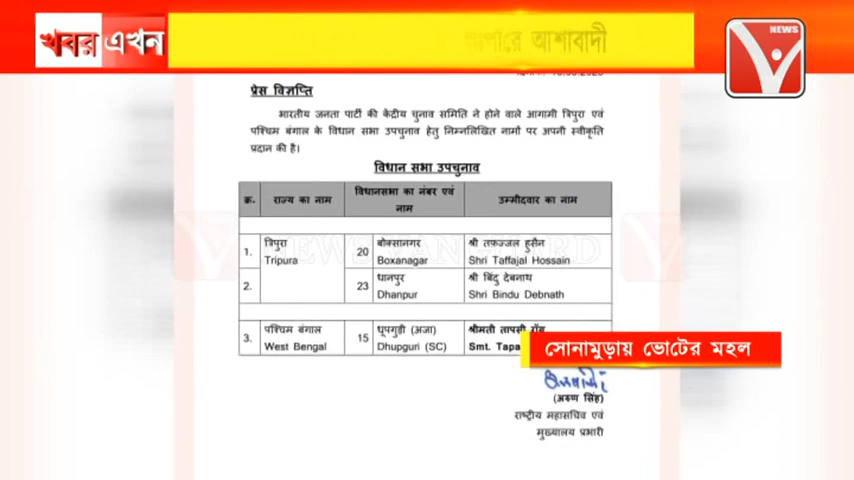 খবর এখন
আশাবাদী
NEWS
प्रेस विज्ञप्ति
भारतीय जनता पार्टी की केंद्रीय चुनाव समिति ने होने वाले आगामी त्रिपुरा एवं
पश्चिम बंगाल के विधान सभा उपचुनाव हेतु निम्नलिखित नामों पर अपनी स्वीकृति
प्रदान की है।
विधान सभा उपचुनाव
क्र. राज्य का नाम विधानसभा का नंबर एवं नाम उम्मीदवार का नाम
1. त्रिपुरा 20 बोक्सानगर श्री तफ़ज्जल हुसैन
Tripura Boxanagar Shri Taffajal Hossain
2. 23 धानपुर श्री बिंदु देबनाथ
Dhanpur Shri Bindu Debnath
NEWS VANGUARD
3. पश्चिम बंगाल 15 धूपगुड़ी (अजा) श्रीमती तापसी रॉय
West Bengal Dhupguri (SC) Smt.
সোনামুড়ায় ভোটের মহল
(अरुण सिंह)
राष्ट्रीय महासचिव एवं
मुख्यालय प्रभारी